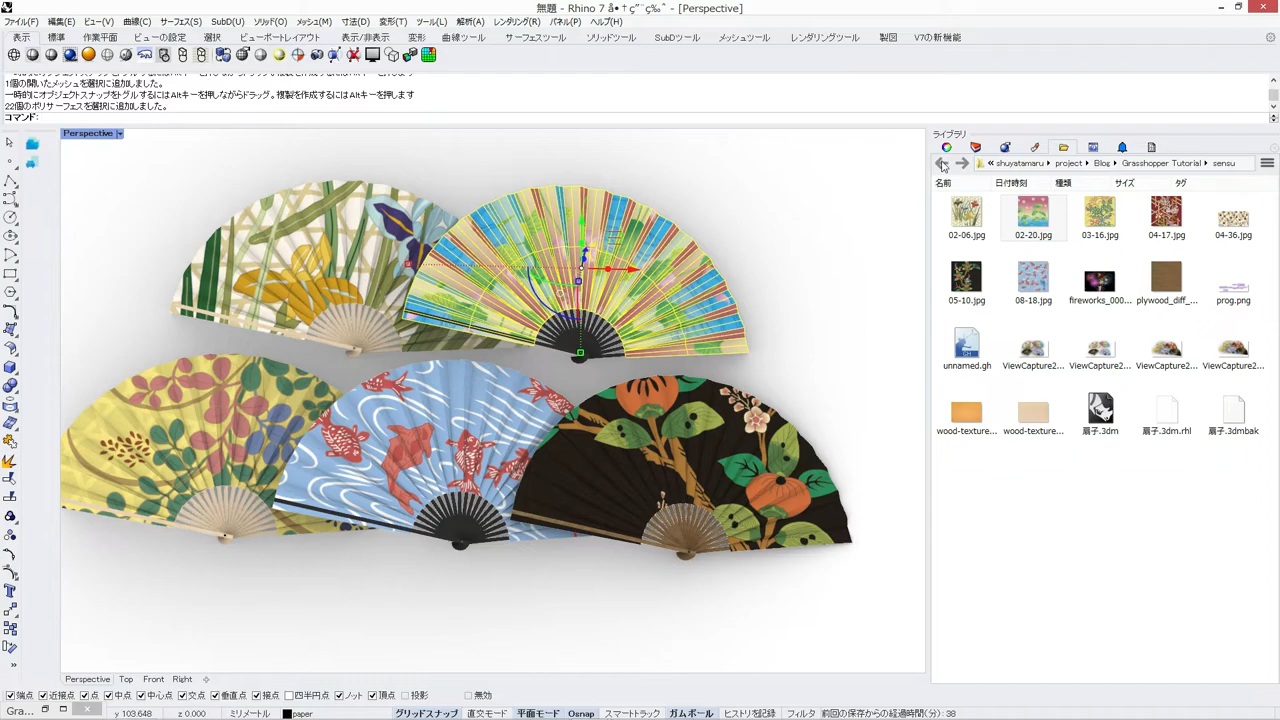 無題 - Rhino 7 å•†ç”¨ç‰ˆ - [Perspective]
ファイル(F) 編集(E) ビュー(V) 曲線(C) サーフェス(S) SubD(U) ソリッド(O) メッシュ(M) 寸法(D) 変形(T) ツール(L) 解析(A) レンダリング(R) パネル(P) ヘルプ(H)
表示 標準 作業平面 ビューの設定 選択 ビューポートレイアウト 表示/非表示 変形 曲線ツール サーフェスツール ソリッドツール SubDツール メッシュツール レンダリングツール 製図 V7の新機能
1個の開いたメッシュを選択に追加しました。
一時的にオブジェクトスナップをトグルするにはAltキーを押しながらドラッグ。複製を作成するにはAltキーを押します
22個のポリサーフェスを選択に追加しました。
コマンド:
Perspective
ライブラリ
« shuyatamaru project Blog Grasshopper Tutorial sensu
名前 日付時刻 種類 サイズ タグ
02-06.jpg 02-20.jpg 03-16.jpg 04-17.jpg 04-36.jpg
05-10.jpg 08-18.jpg fireworks_000... plywood_diff_... prog.png
unnamed.gh ViewCapture2... ViewCapture2... ViewCapture2... ViewCapture2...
wood-texture... wood-texture... 扇子.3dm 扇子.3dm.rhl 扇子.3dmbak
Perspective Top Front Right
端点 近接点 点 中点 中心点 交点 垂直点 接点 四半円点 ノット 頂点 投影 無効
Gra... y 103.648 z 0.000 ミリメートル paper グリッドスナップ 直交モード 平面モード Osnap スマートトラック ガムボール ヒストリを記録 フィルタ 前回の保存からの経過時間(分): 38